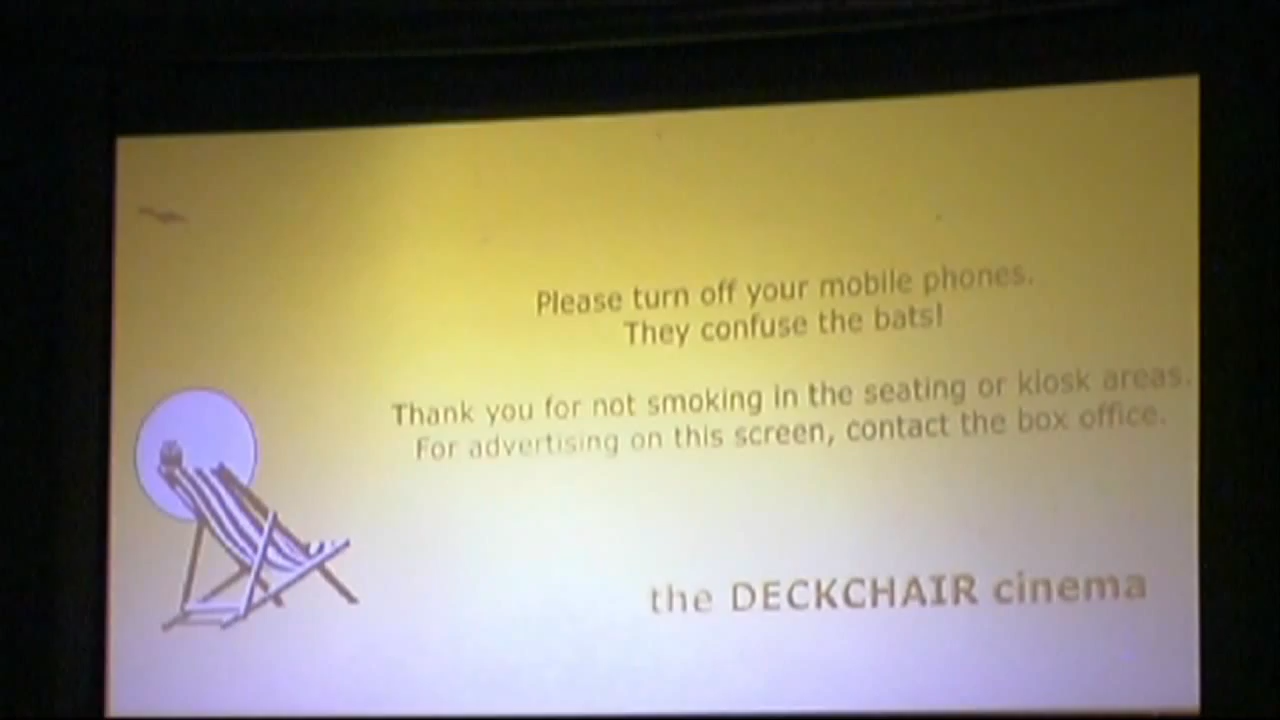 Please turn off your mobile phones.
They confuse the bats!
Thank you for not smoking in the seating or kiosk areas.
For advertising on this screen, contact the box office.
the DECKCHAIR cinema